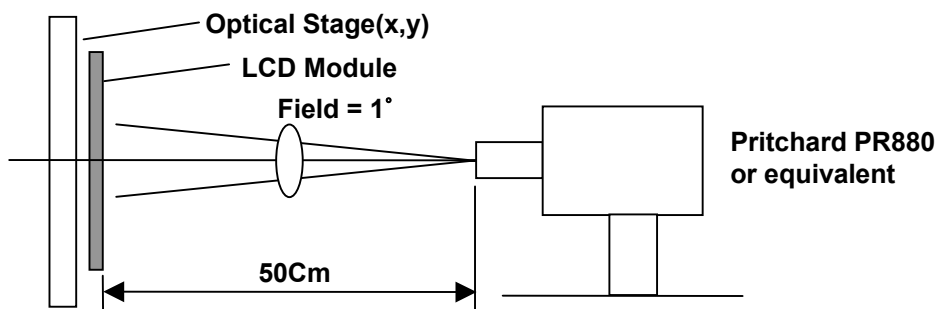 Optical Stage(x,y)
LCD Module
Field = 1˚
Pritchard PR880
or equivalent
50Cm